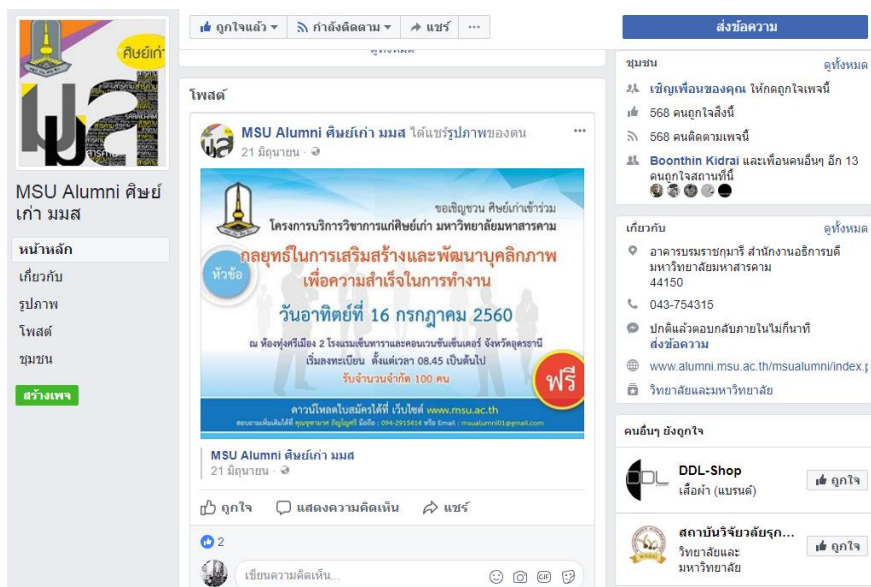 ศิษย์เก่า
มมส
MSU Alumni ศิษย์
เก่า มมส
หน้าหลัก
เกี่ยวกับ
รูปภาพ
โพสต์
ชุมชน
สร้างเพจ
ถูกใจแล้ว
กำลังติดตาม
แชร์
ดูทั้งหมด
โพสต์
MSU Alumni ศิษย์เก่า มมส ได้แชร์รูปภาพของตน
21 มิถุนายน
ขอเชิญชวน ศิษย์เก่าเข้าร่วม
โครงการบริการวิชาการแก่ศิษย์เก่า มหาวิทยาลัยมหาสารคาม
หัวข้อ
กลยุทธ์ในการเสริมสร้างและพัฒนาบุคลิกภาพ
เพื่อความสำเร็จในการทำงาน
วันอาทิตย์ที่ 16 กรกฎาคม 2560
ณ ห้องทุ่งศรีเมือง 2 โรงแรมเซ็นทาราและคอนเวนชันเซ็นเตอร์ จังหวัดอุดรธานี
เริ่มลงทะเบียน ตั้งแต่เวลา 08.45 เป็นต้นไป
รับจำนวนจำกัด 100 คน
ฟรี
ดาวน์โหลดใบสมัครได้ที่ เว็บไซต์ www.msu.ac.th
สอบถามเพิ่มเติมได้ที่ มือถือ : 094-2915614 หรือ Email : msualumni01@gmail.com
MSU Alumni ศิษย์เก่า มมส
21 มิถุนายน
ถูกใจ แสดงความคิดเห็น แชร์
2
เขียนความคิดเห็น...
GIF
ส่งข้อความ
ชุมชน ดูทั้งหมด
เชิญเพื่อนของคุณ ให้กดถูกใจเพจนี้
568 คนถูกใจสิ่งนี้
568 คนติดตามเพจนี้
Boonthin Kidrai และเพื่อนคนอื่นๆ อีก 13
คนถูกใจสถานที่นี้
เกี่ยวกับ ดูทั้งหมด
อาคารบรมราชกุมารี สำนักงานอธิการบดี
มหาวิทยาลัยมหาสารคาม
44150
043-754315
ปกติแล้วตอบกลับภายในไม่กี่นาที
ส่งข้อความ
www.alumni.msu.ac.th/msualumni/index.p
วิทยาลัยและมหาวิทยาลัย
คนอื่นๆ ยังถูกใจ
DDL-Shop
เสื้อผ้า (แบรนด์)
ถูกใจ
สถาบันวิจัยวลัยรุก...
วิทยาลัยและ
มหาวิทยาลัย
ถูกใจ